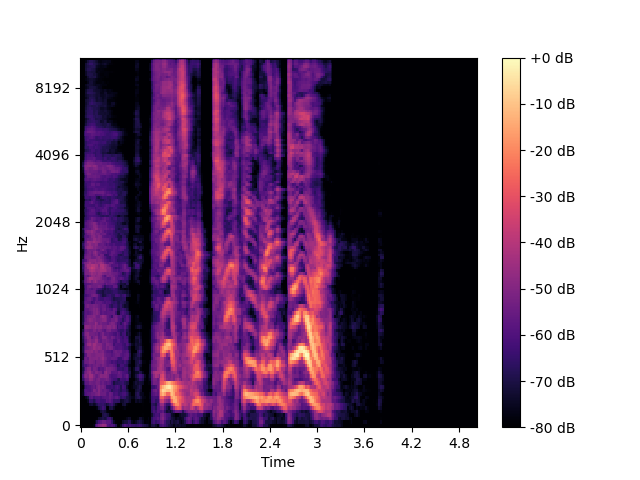 8192
4096
2048
1024
512
0
Hz
0 0.6 1.2 1.8 2.4 3 3.6 4.2 4.8
Time
+0 dB
-10 dB
-20 dB
-30 dB
-40 dB
-50 dB
-60 dB
-70 dB
-80 dB